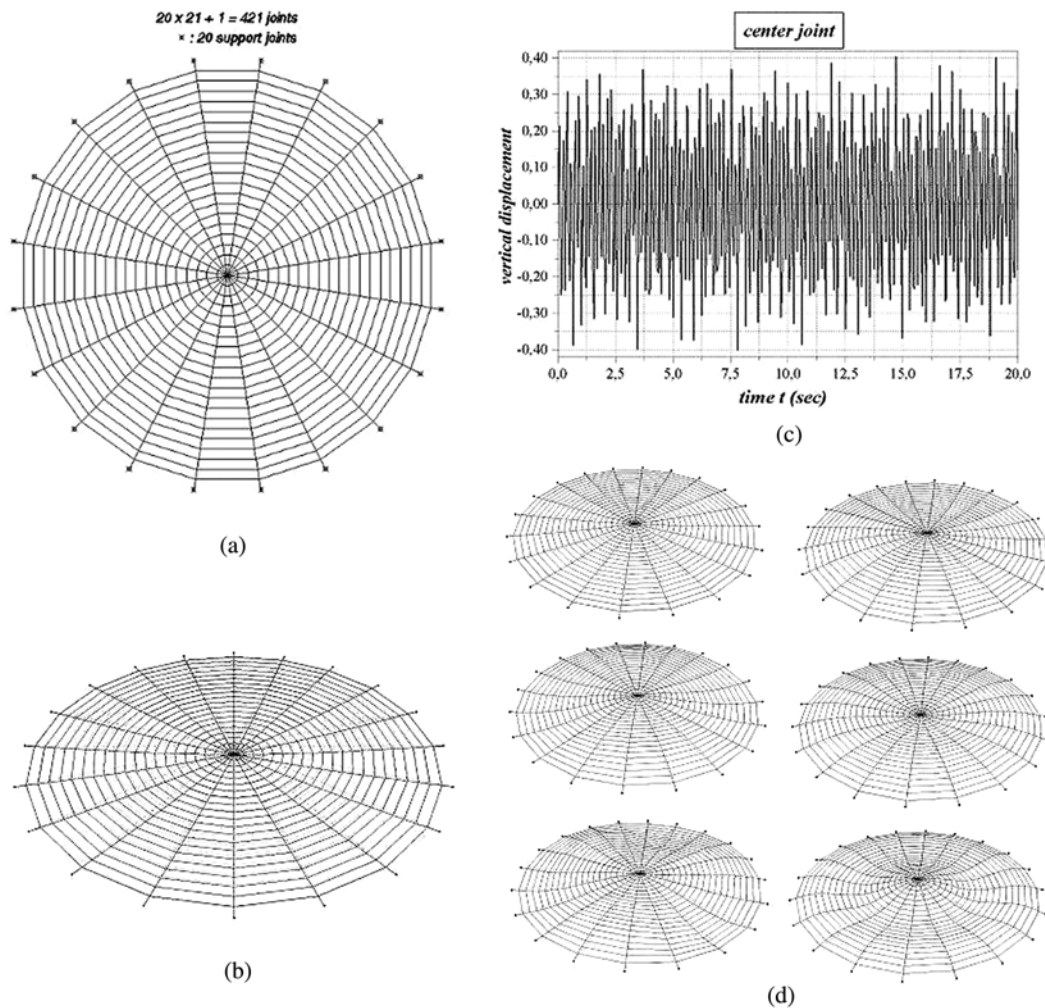 20 x 21 + 1 = 421 joints
* : 20 support joints
(a)
center joint
vertical displacement
0,40
0,30
0,20
0,10
0,00
-0,10
-0,20
-0,30
-0,40
0,0 2,5 5,0 7,5 10,0 12,5 15,0 17,5 20,0
time t (sec)
(c)
(b)
(d)